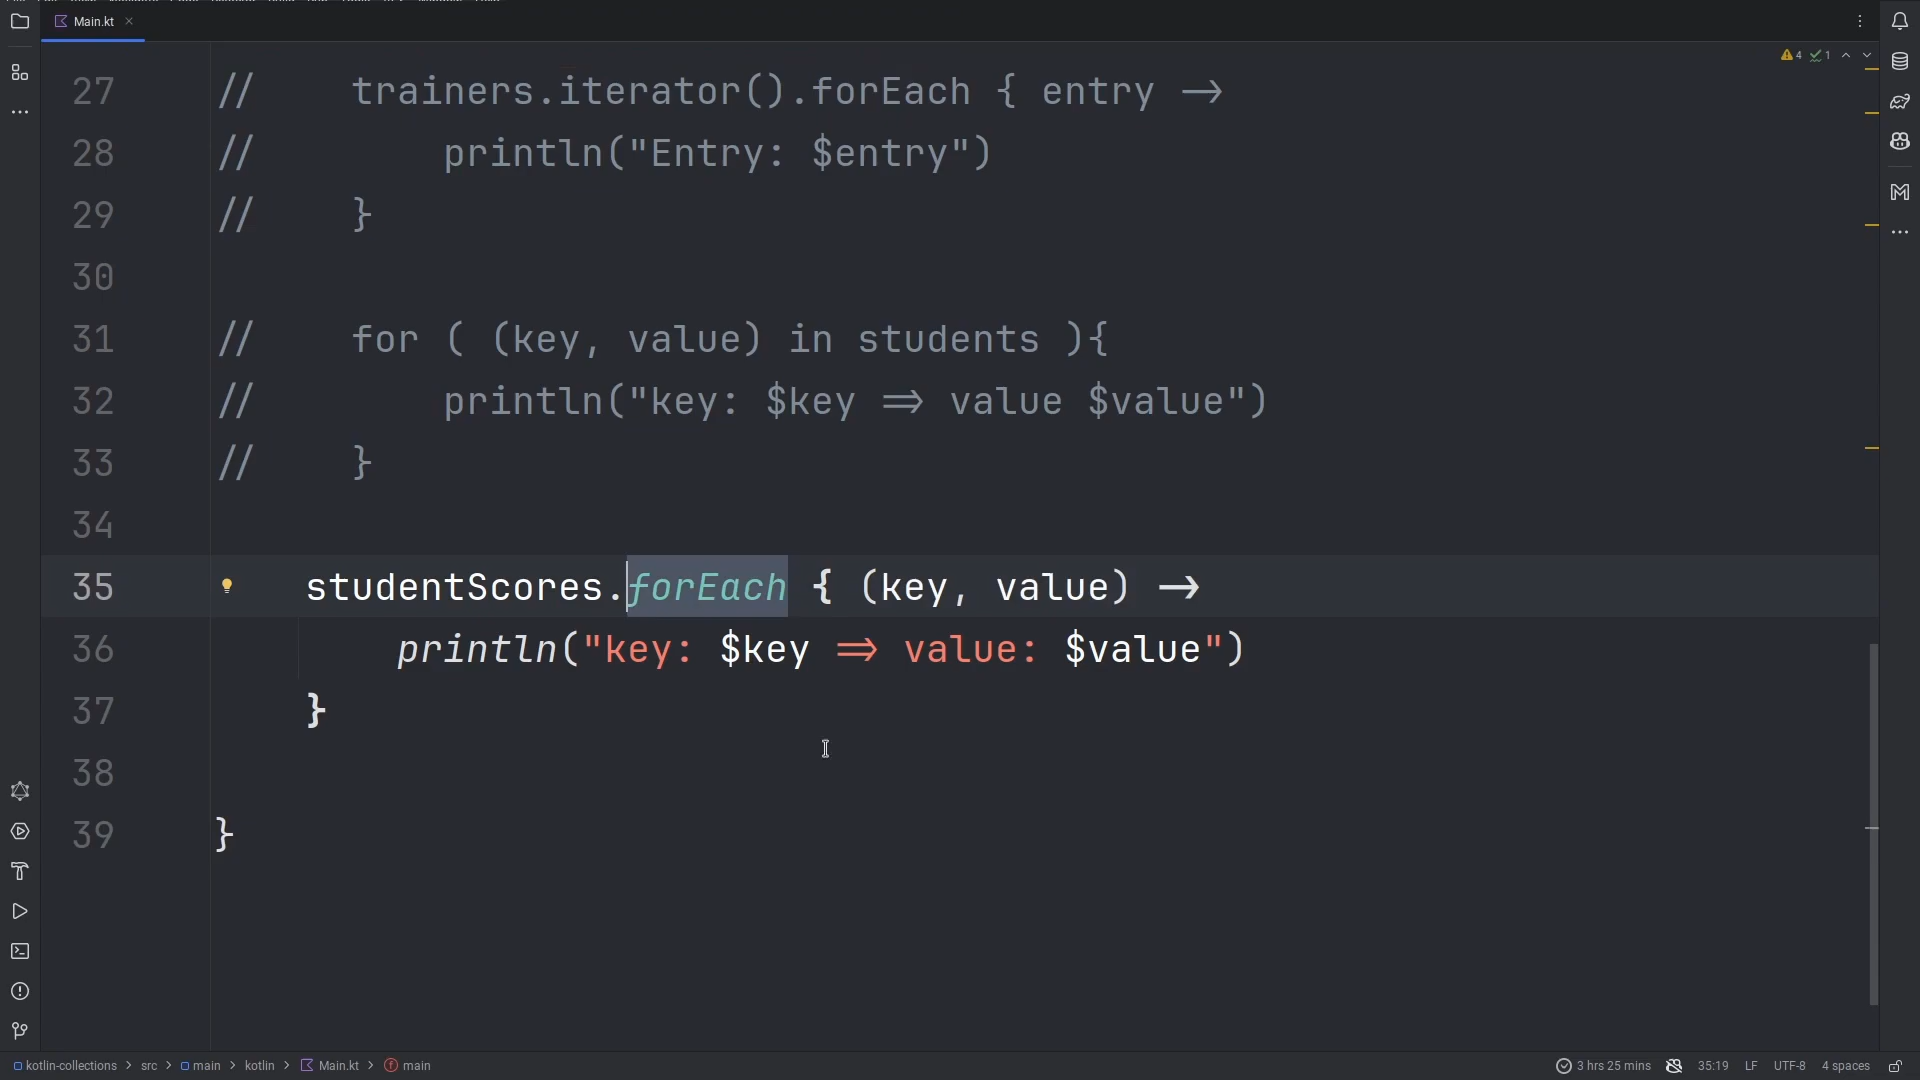 Main.kt
4 1
27 // trainers.iterator().forEach { entry ->
28 // println("Entry: $entry")
29 // }
30
31 // for ( (key, value) in students ){
32 // println("key: $key => value $value")
33 // }
34
35 studentScores.forEach { (key, value) ->
36 println("key: $key => value: $value")
37 }
38
39 }
kotlin-collections > src > main > kotlin > Main.kt > main 3 hrs 25 mins 35:19 LF UTF-8 4 spaces